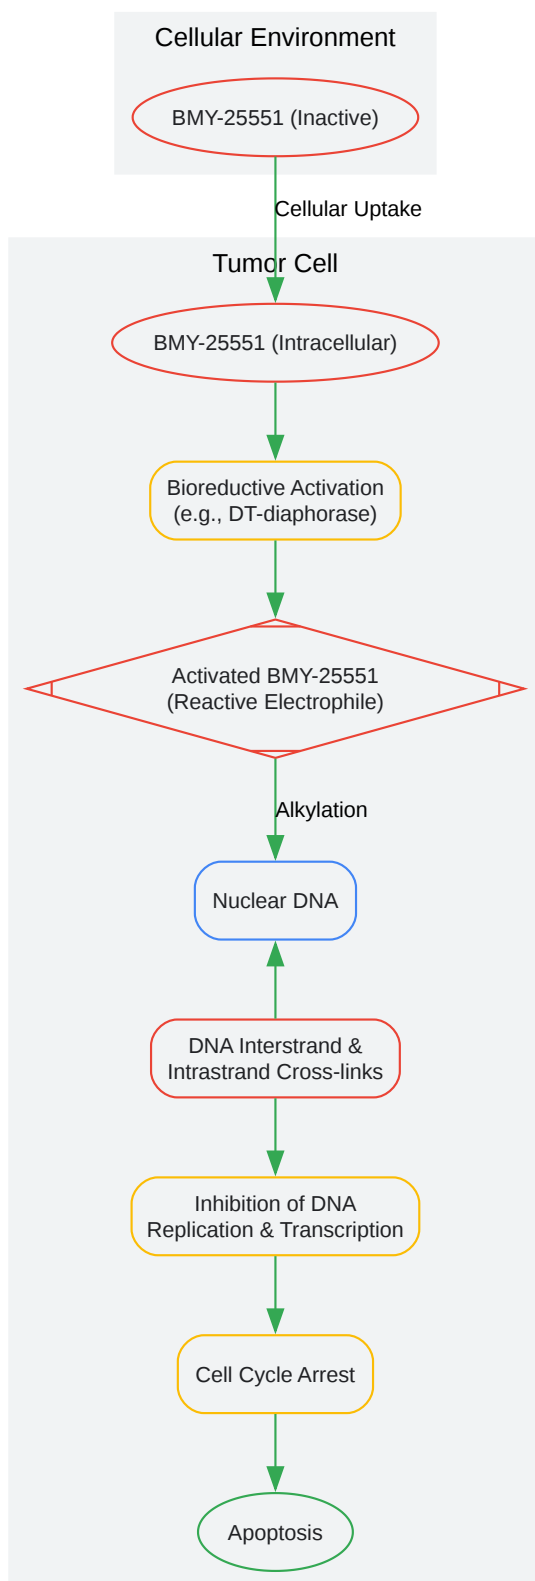 Cellular Environment
BMY-25551 (Inactive)
Cellular Uptake
Tumor Cell
BMY-25551 (Intracellular)
Bioreductive Activation
(e.g., DT-diaphorase)
Activated BMY-25551
(Reactive Electrophile)
Alkylation
Nuclear DNA
DNA Interstrand &
Intrastrand Cross-links
Inhibition of DNA
Replication & Transcription
Cell Cycle Arrest
Apoptosis